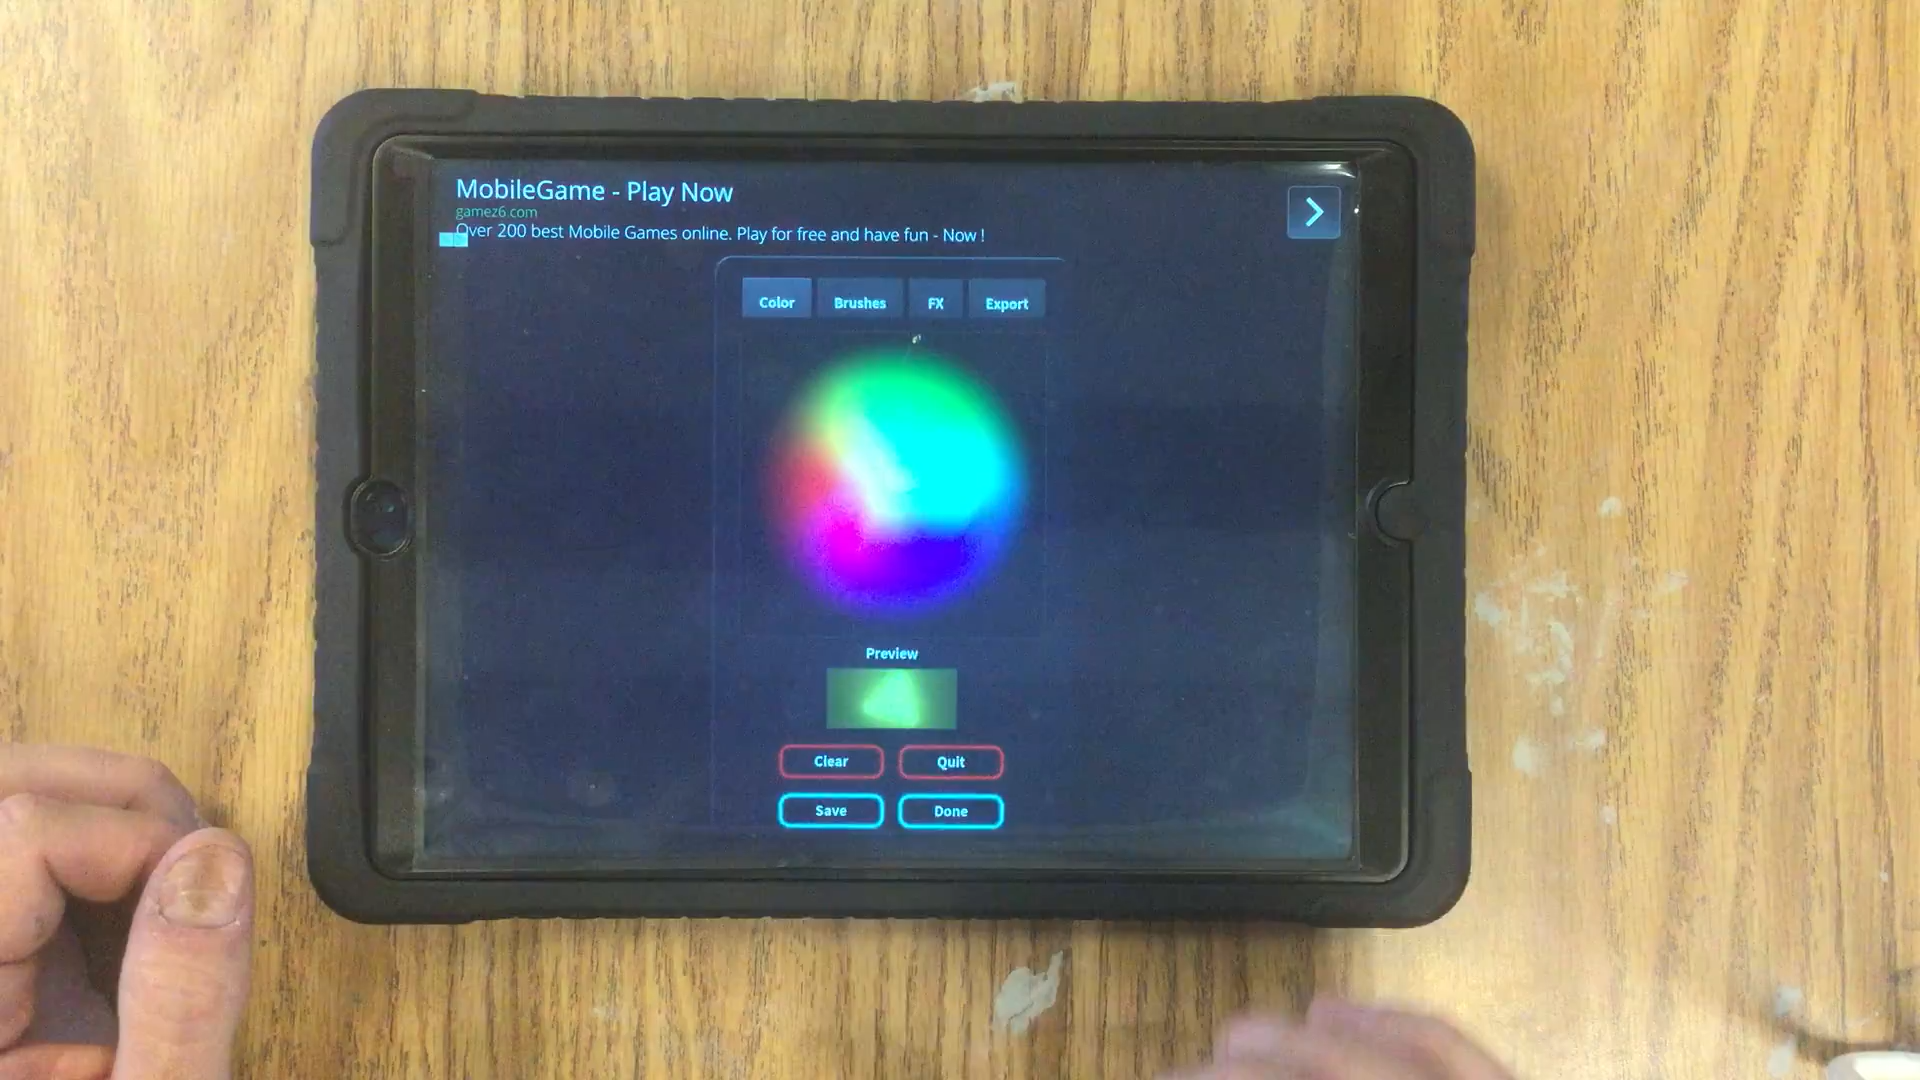 MobileGame - Play Now
gamez6.com
Over 200 best Mobile Games online. Play for free and have fun - Now !
Color Brushes FX Export
Preview
Clear Quit
Save Done